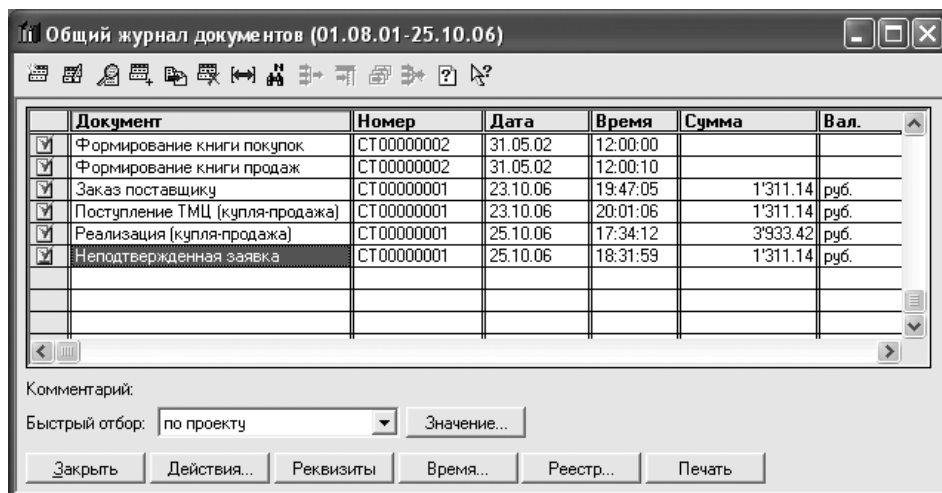 Общий журнал документов (01.08.01-25.10.06)
Документ Номер Дата Время Сумма Вал.
Формирование книги покупок СТ00000002 31.05.02 12:00:00
Формирование книги продаж СТ00000002 31.05.02 12:00:10
Заказ поставщику СТ00000001 23.10.06 19:47:05 1'311.14 руб.
Поступление ТМЦ (купля-продажа) СТ00000001 23.10.06 20:01:06 1'311.14 руб.
Реализация (купля-продажа) СТ00000001 25.10.06 17:34:12 3'933.42 руб.
Неподтвержденная заявка СТ00000001 25.10.06 18:31:59 1'311.14 руб.
Комментарий:
Быстрый отбор: по проекту Значение...
Закрыть Действия... Реквизиты Время... Реестр... Печать